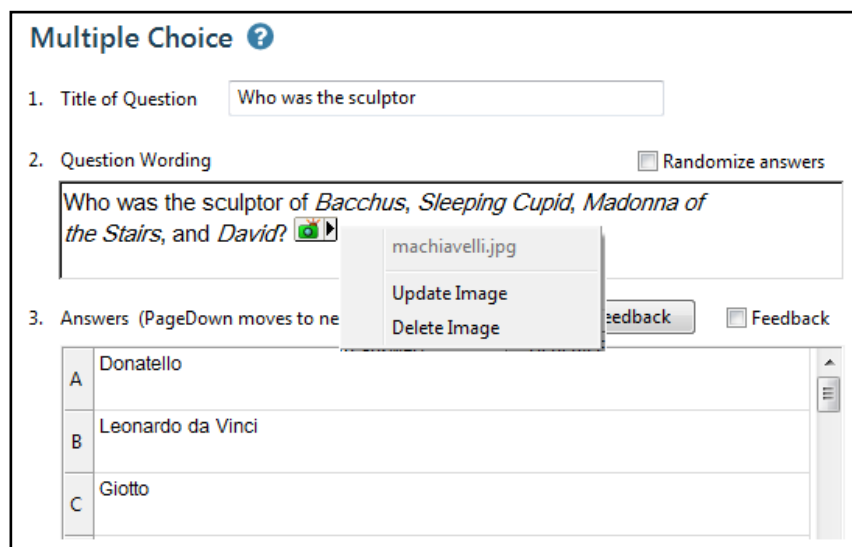 Multiple Choice ?
1. Title of Question Who was the sculptor
2. Question Wording Randomize answers
Who was the sculptor of Bacchus, Sleeping Cupid, Madonna of
the Stairs, and David?
machiavelli.jpg
Update Image
Delete Image
3. Answers (PageDown moves to ne eedback Feedback
A Donatello
B Leonardo da Vinci
C Giotto